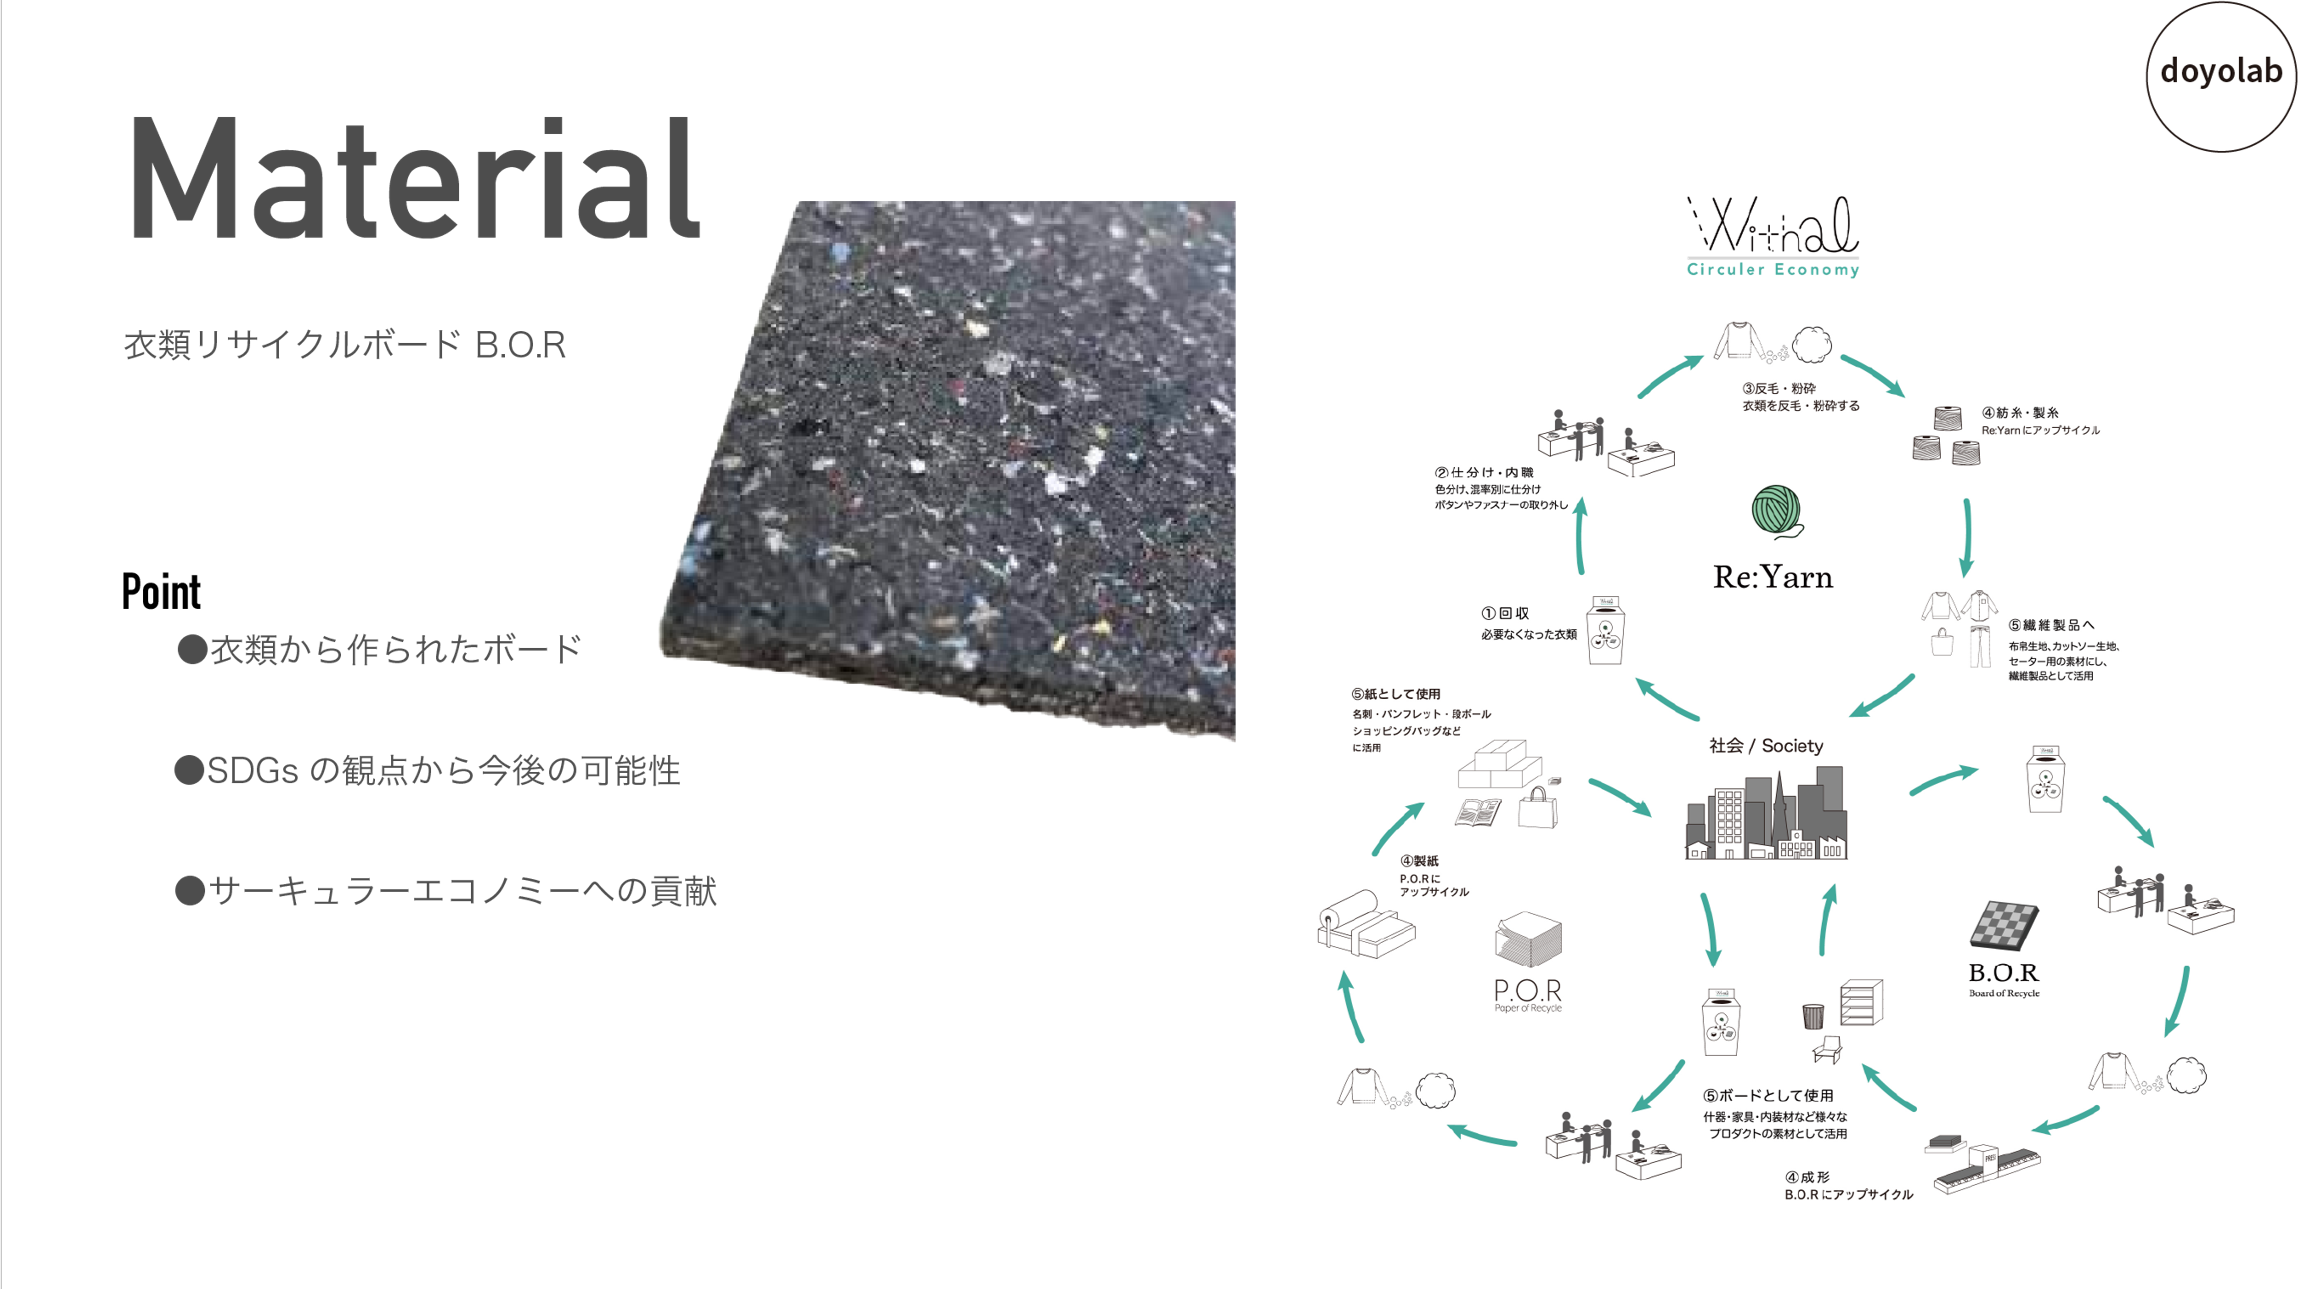 doyolab
Material
衣類リサイクルボード B.O.R
Point
●衣類から作られたボード
●SDGs の観点から今後の可能性
●サーキュラーエコノミーへの貢献
Withal
Circuler Economy
③反毛・粉砕
衣類を反毛・粉砕する
④紡糸・製糸
Re:Yarnにアップサイクル
②仕分け・内職
色分け、混率別に仕分け
ボタンやファスナーの取り外し
Re:Yarn
①回収
必要なくなった衣類
⑤繊維製品へ
布帛生地、カットソー生地、
セーター用の素材にし、
繊維製品として活用
⑤紙として使用
名刺・パンフレット・段ボール
ショッピングバッグなど
に活用
社会 / Society
④製紙
P.O.Rに
アップサイクル
P.O.R
Paper of Recycle
B.O.R
Board of Recycle
⑤ボードとして使用
什器・家具・内装材など様々な
プロダクトの素材として活用
④成形
B.O.Rにアップサイクル